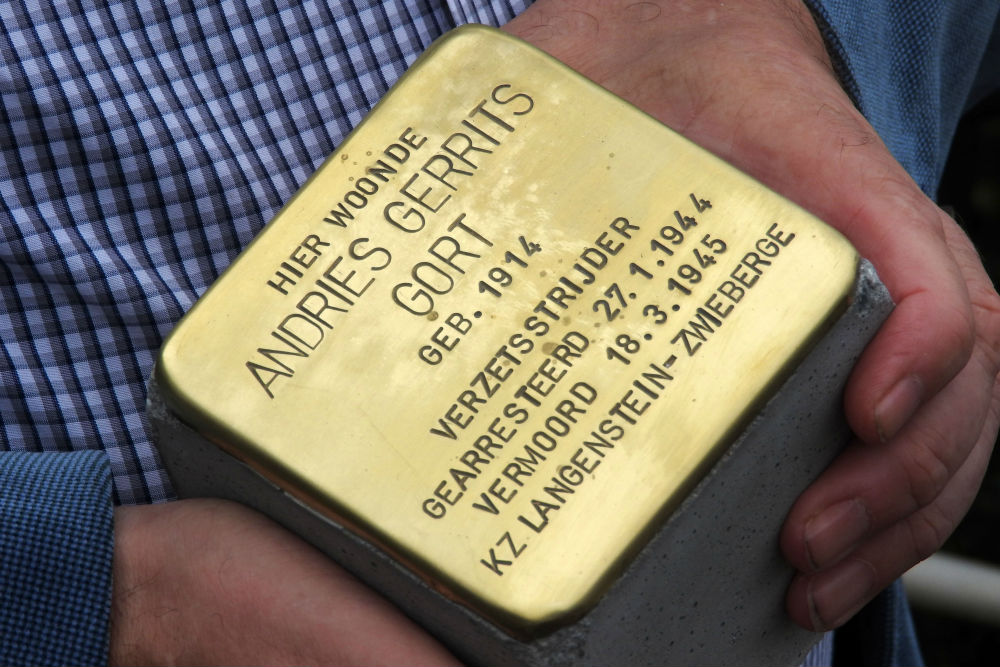 HIER WOONDE
ANDRIES GERRITS
GORT
GEB. 1914
VERZETSSTRIJDER
GEARRESTEERD 27.1.1944
VERMOORD 18.3.1945
KZ LANGENSTEIN-ZWIEBERGE